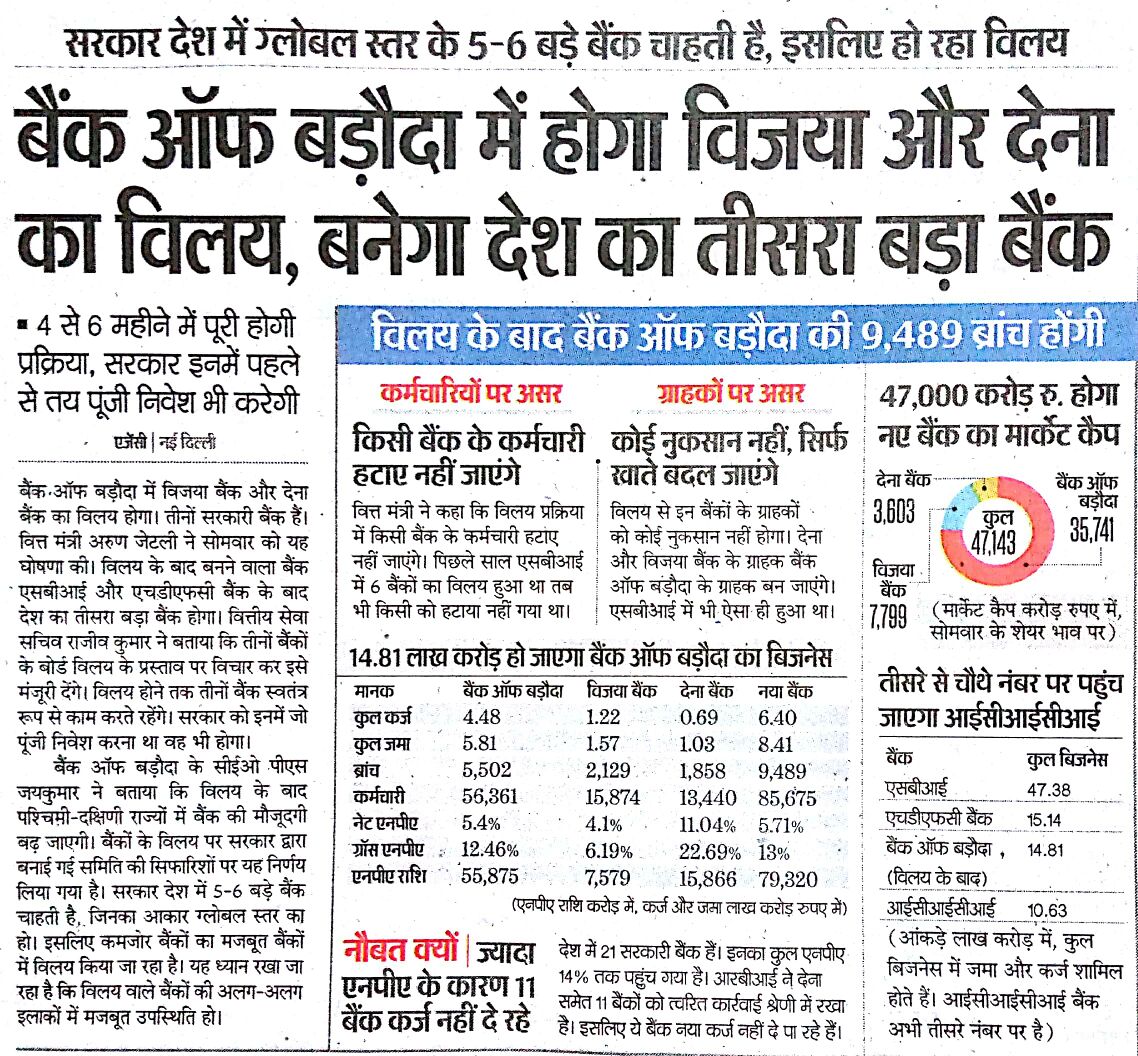 सरकार देश में ग्लोबल स्तर के 5-6 बड़े बैंक चाहती है, इसलिए हो रहा विलय
बैंक ऑफ बड़ौदा में होगा विजया और देना
का विलय, बनेगा देश का तीसरा बड़ा बैंक
▪ 4 से 6 महीने में पूरी होगी
प्रक्रिया, सरकार इनमें पहले
से तय पूंजी निवेश भी करेगी
एजेंसी | नई दिल्ली
बैंक ऑफ बड़ौदा में विजया बैंक और देना
बैंक का विलय होगा। तीनों सरकारी बैंक हैं।
वित्त मंत्री अरुण जेटली ने सोमवार को यह
घोषणा की। विलय के बाद बनने वाला बैंक
एसबीआई और एचडीएफसी बैंक के बाद
देश का तीसरा बड़ा बैंक होगा। वित्तीय सेवा
सचिव राजीव कुमार ने बताया कि तीनों बैंकों
के बोर्ड विलय के प्रस्ताव पर विचार कर इसे
मंजूरी देंगे। विलय होने तक तीनों बैंक स्वतंत्र
रूप से काम करते रहेंगे। सरकार को इनमें जो
पूंजी निवेश करना था वह भी होगा।
बैंक ऑफ बड़ौदा के सीईओ पीएस
जयकुमार ने बताया कि विलय के बाद
पश्चिमी-दक्षिणी राज्यों में बैंक की मौजूदगी
बढ़ जाएगी। बैंकों के विलय पर सरकार द्वारा
बनाई गई समिति की सिफारिशों पर यह निर्णय
लिया गया है। सरकार देश में 5-6 बड़े बैंक
चाहती है, जिनका आकार ग्लोबल स्तर का
हो। इसलिए कमजोर बैंकों का मजबूत बैंकों
में विलय किया जा रहा है। यह ध्यान रखा जा
रहा है कि विलय वाले बैंकों की अलग-अलग
इलाकों में मजबूत उपस्थिति हो।
विलय के बाद बैंक ऑफ बड़ौदा की 9,489 ब्रांच होंगी
कर्मचारियों पर असर
किसी बैंक के कर्मचारी
हटाए नहीं जाएंगे
वित्त मंत्री ने कहा कि विलय प्रक्रिया
में किसी बैंक के कर्मचारी हटाए
नहीं जाएंगे। पिछले साल एसबीआई
में 6 बैंकों का विलय हुआ था तब
भी किसी को हटाया नहीं गया था।
ग्राहकों पर असर
कोई नुकसान नहीं, सिर्फ
खाते बदल जाएंगे
विलय से इन बैंकों के ग्राहकों
को कोई नुकसान नहीं होगा। देना
और विजया बैंक के ग्राहक बैंक
ऑफ बड़ौदा के ग्राहक बन जाएंगे।
एसबीआई में भी ऐसा ही हुआ था।
14.81 लाख करोड़ हो जाएगा बैंक ऑफ बड़ौदा का बिजनेस
मानक बैंक ऑफ बड़ौदा विजया बैंक देना बैंक नया बैंक
कुल कर्ज 4.48 1.22 0.69 6.40
कुल जमा 5.81 1.57 1.03 8.41
ब्रांच 5,502 2,129 1,858 9,489
कर्मचारी 56,361 15,874 13,440 85,675
नेट एनपीए 5.4% 4.1% 11.04% 5.71%
ग्रॉस एनपीए 12.46% 6.19% 22.69% 13%
एनपीए राशि 55,875 7,579 15,866 79,320
(एनपीए राशि करोड़ में, कर्ज और जमा लाख करोड़ रुपए में)
नौबत क्यों | ज्यादा
एनपीए के कारण 11
बैंक कर्ज नहीं दे रहे
देश में 21 सरकारी बैंक हैं। इनका कुल एनपीए
14% तक पहुंच गया है। आरबीआई ने देना
समेत 11 बैंकों को त्वरित कार्रवाई श्रेणी में रखा
है। इसलिए ये बैंक नया कर्ज नहीं दे पा रहे हैं।
47,000 करोड़ रु. होगा
नए बैंक का मार्केट कैप
देना बैंक
3,603
बैंक ऑफ
बड़ौदा
35,741
कुल
47,143
विजया
बैंक
7,799
(मार्केट कैप करोड़ रुपए में,
सोमवार के शेयर भाव पर)
तीसरे से चौथे नंबर पर पहुंच
जाएगा आईसीआईसीआई
बैंक कुल बिजनेस
एसबीआई 47.38
एचडीएफसी बैंक 15.14
बैंक ऑफ बड़ौदा , 14.81
(विलय के बाद)
आईसीआईसीआई 10.63
(आंकड़े लाख करोड़ में, कुल
बिजनेस में जमा और कर्ज शामिल
होते हैं। आईसीआईसीआई बैंक
अभी तीसरे नंबर पर है)